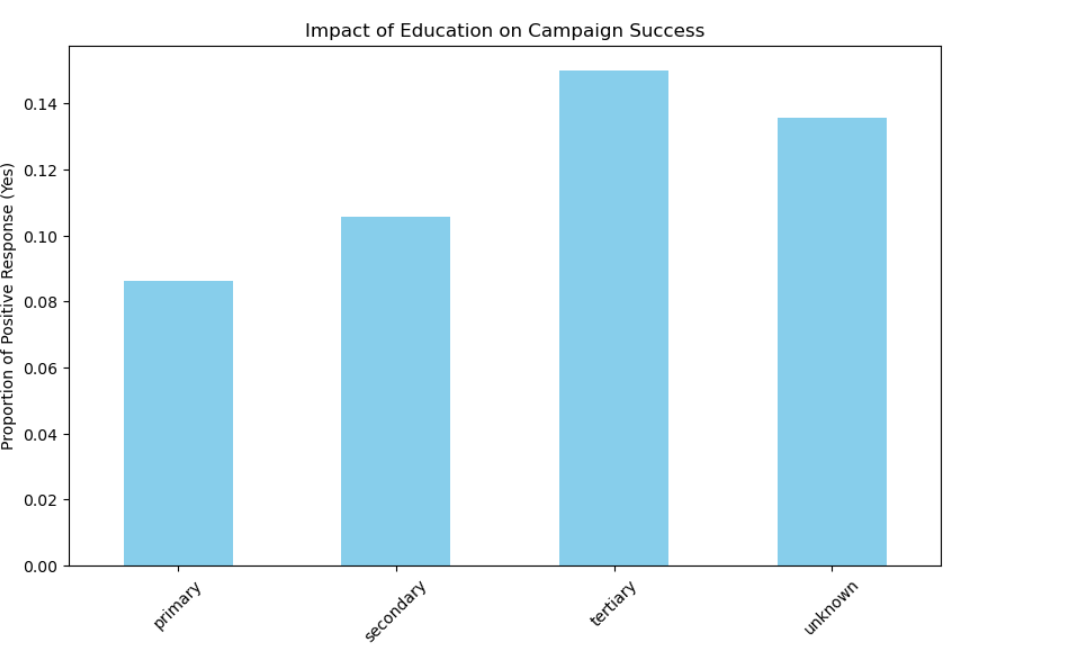 Impact of Education on Campaign Success
Proportion of Positive Response (Yes)
0.14
0.12
0.10
0.08
0.06
0.04
0.02
0.00
primary
secondary
tertiary
unknown